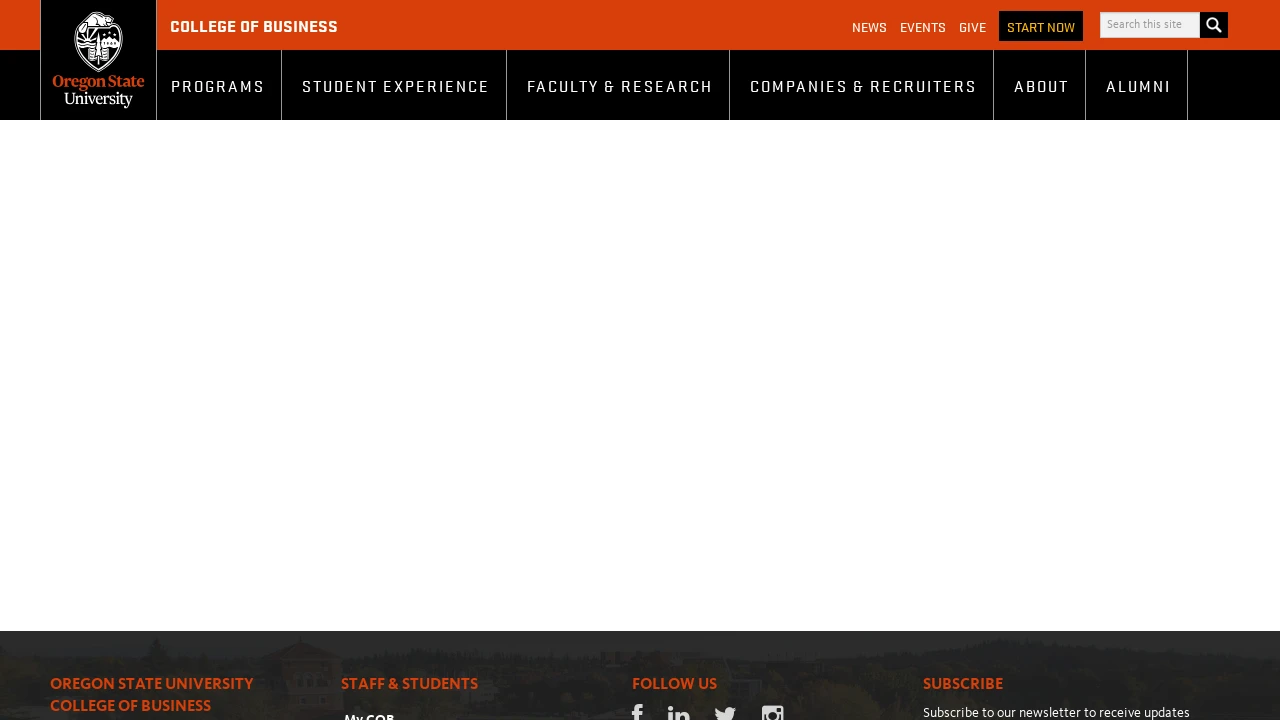 COLLEGE OF BUSINESS
NEWS EVENTS GIVE START NOW Search this site
Oregon State
University
PROGRAMS STUDENT EXPERIENCE FACULTY & RESEARCH COMPANIES & RECRUITERS ABOUT ALUMNI
OREGON STATE UNIVERSITY
COLLEGE OF BUSINESS
STAFF & STUDENTS
My COB
FOLLOW US
SUBSCRIBE
Subscribe to our newsletter to receive updates